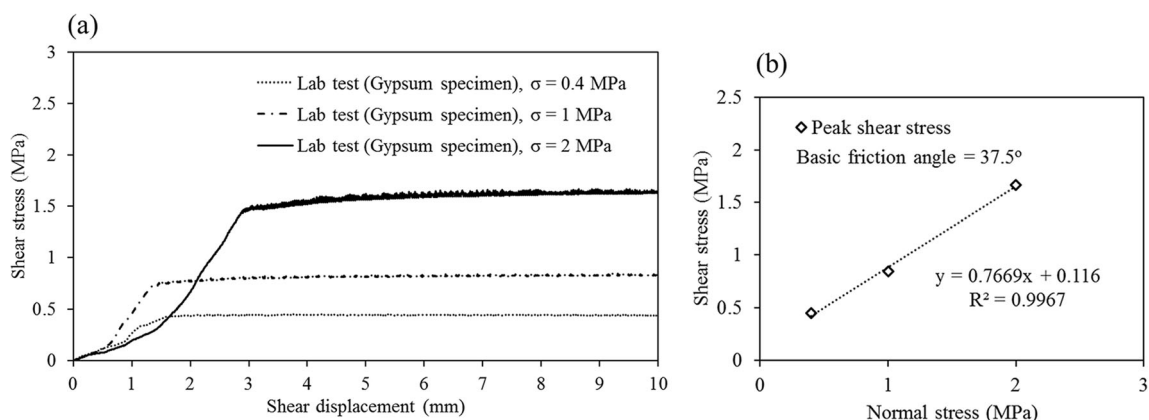 (a)
3
2.5
2
1.5
1
0.5
0
Shear stress (MPa)
Lab test (Gypsum specimen), σ = 0.4 MPa
Lab test (Gypsum specimen), σ = 1 MPa
Lab test (Gypsum specimen), σ = 2 MPa
0 1 2 3 4 5 6 7 8 9 10
Shear displacement (mm)
(b)
2.5
2
1.5
1
0.5
0
Shear stress (MPa)
Peak shear stress
Basic friction angle = 37.5º
y = 0.7669x + 0.116
R² = 0.9967
0 1 2 3
Normal stress (MPa)